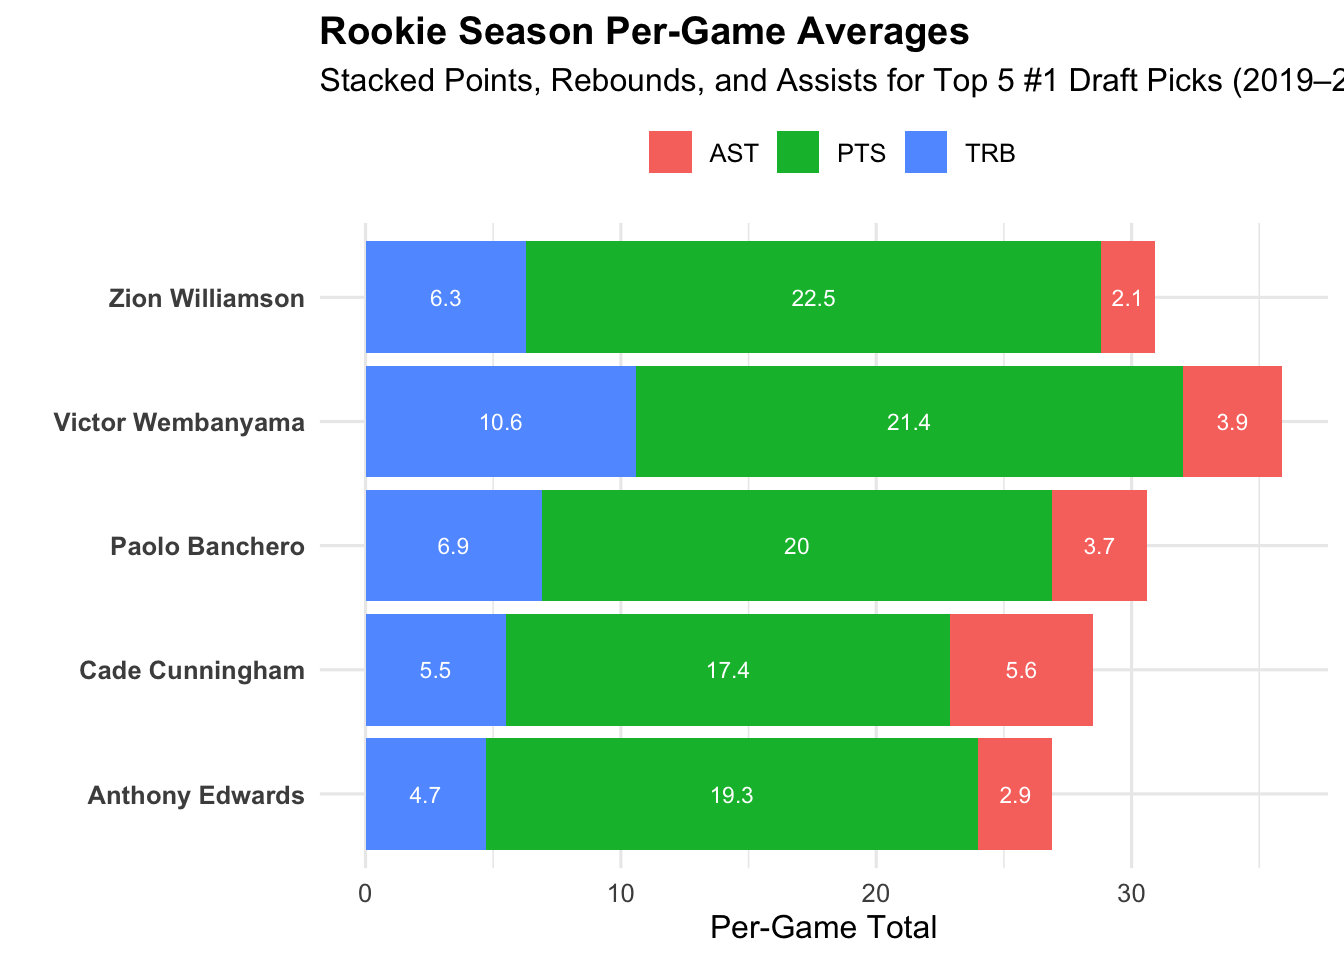 Rookie Season Per-Game Averages
Stacked Points, Rebounds, and Assists for Top 5 #1 Draft Picks (2019–2
AST PTS TRB
Zion Williamson 6.3 22.5 2.1
Victor Wembanyama 10.6 21.4 3.9
Paolo Banchero 6.9 20 3.7
Cade Cunningham 5.5 17.4 5.6
Anthony Edwards 4.7 19.3 2.9
0 10 20 30
Per-Game Total